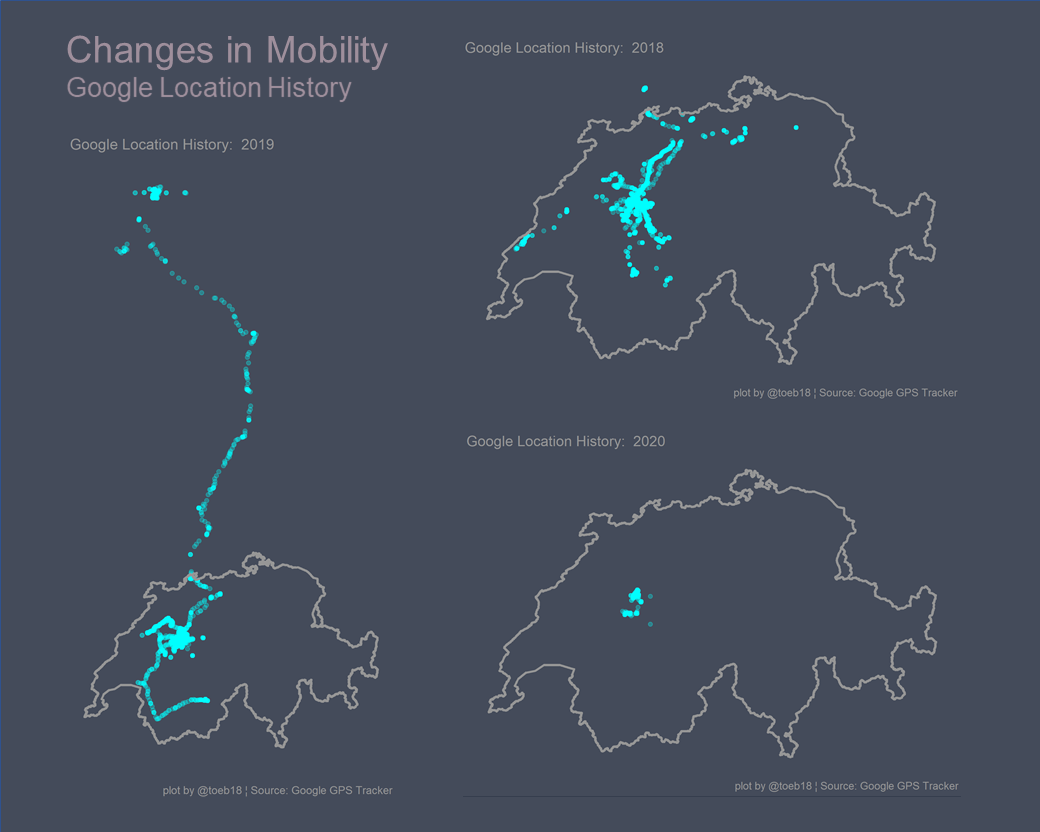 Changes in Mobility
Google Location History
Google Location History:  2019
plot by @toeb18 ¦ Source: Google GPS Tracker
Google Location History:  2018
plot by @toeb18 ¦ Source: Google GPS Tracker
Google Location History:  2020
plot by @toeb18 ¦ Source: Google GPS Tracker